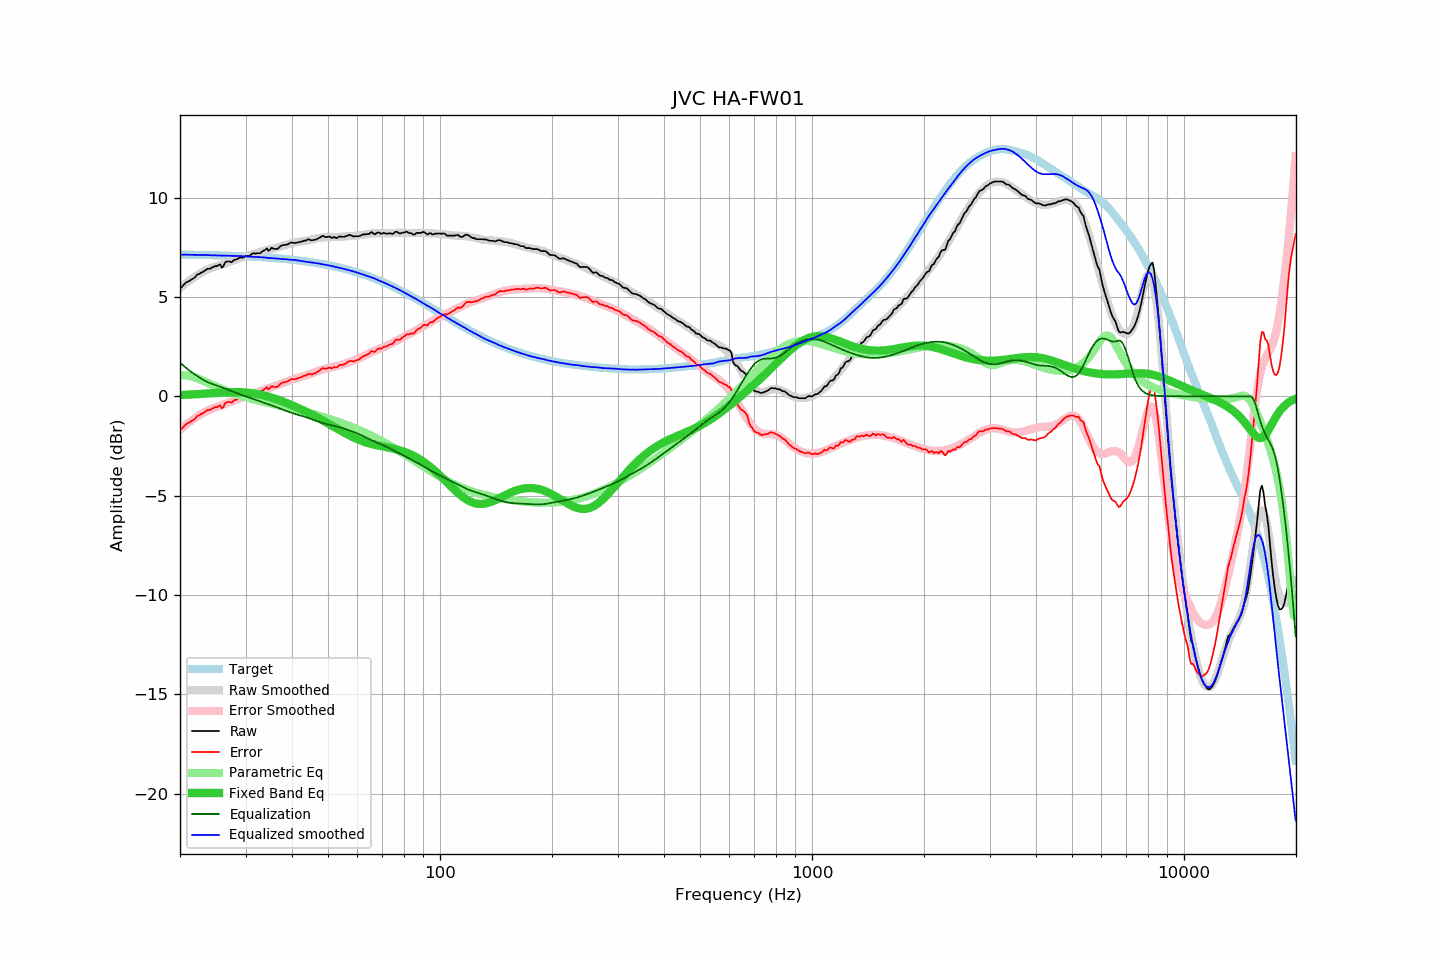 JVC HA-FW01
Amplitude (dBr)
10
5
0
−5
−10
−15
−20
Target
Raw Smoothed
Error Smoothed
Raw
Error
Parametric Eq
Fixed Band Eq
Equalization
Equalized smoothed
100
1000
10000
Frequency (Hz)